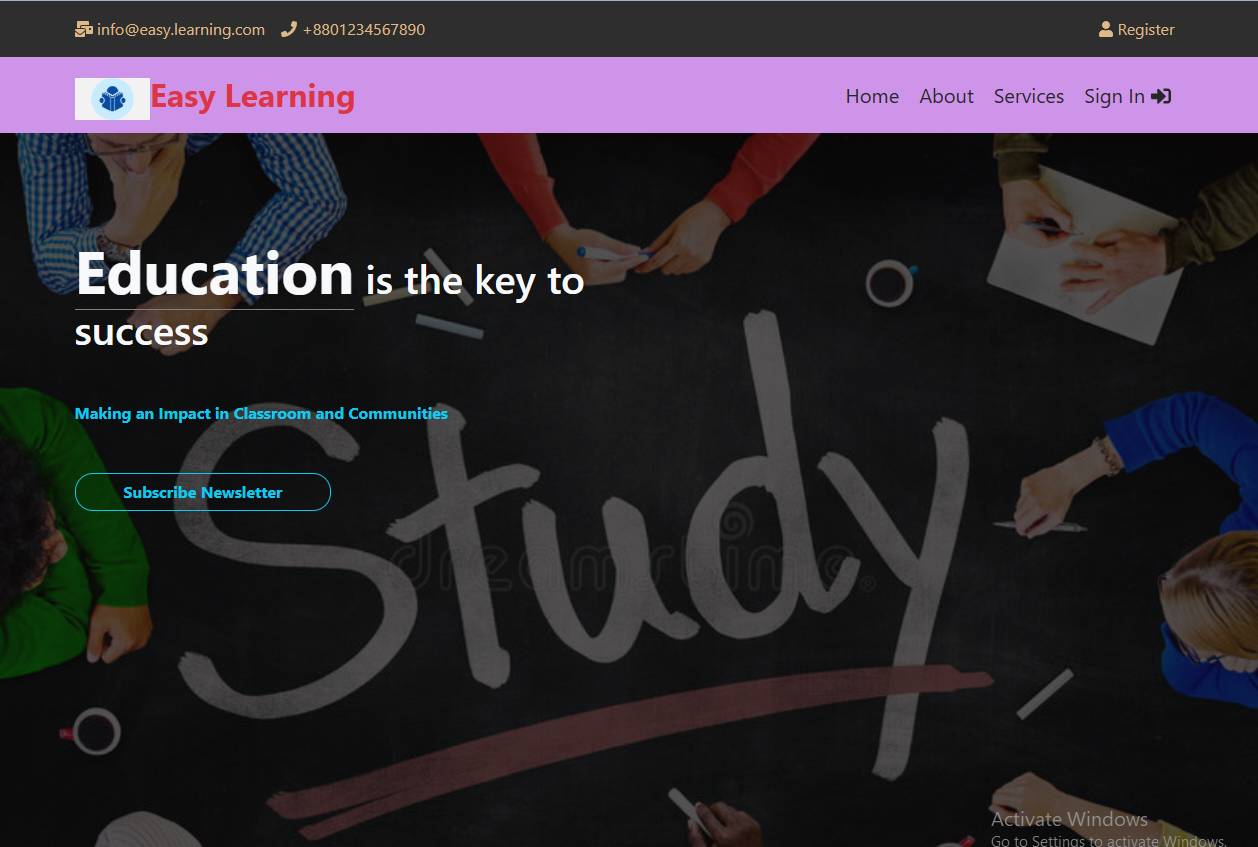 info@easy.learning.com +8801234567890 Register
Easy Learning Home About Services Sign In
Education is the key to
success
Making an Impact in Classroom and Communities
Subscribe Newsletter
Study
dreamstime
Activate Windows
Go to Settings to activate Windows.